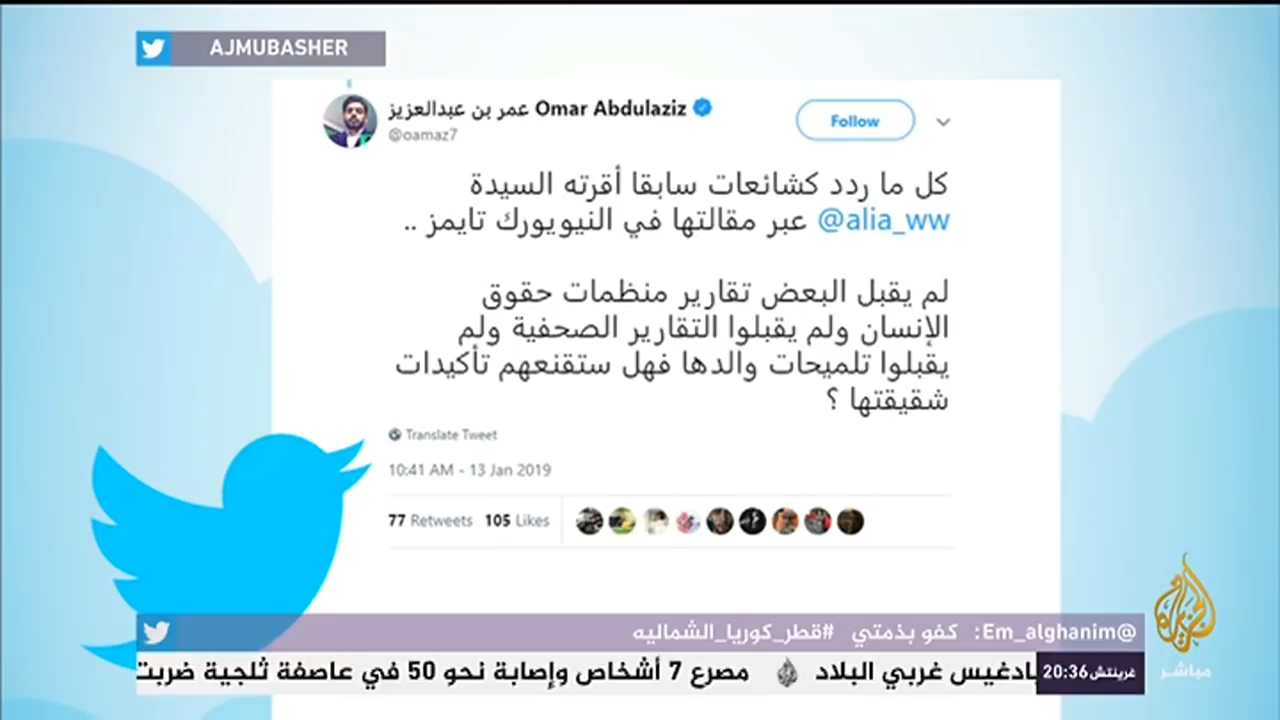 AJMUBASHER
عمر بن عبدالعزيز Omar Abdulaziz
@oamaz7
Follow
كل ما ردد كشائعات سابقا أقرته السيدة
@alia_ww عبر مقالتها في النيويورك تايمز ..
لم يقبل البعض تقارير منظمات حقوق
الإنسان ولم يقبلوا التقارير الصحفية ولم
يقبلوا تلميحات والدها فهل ستقنعهم تأكيدات
شقيقتها ؟
Translate Tweet
10:41 AM - 13 Jan 2019
77 Retweets 105 Likes
@Em_alghanim: كفو بذمتي #قطر_كوريا_الشماليه
الجزيرة
مباشر
غرينتش 20:36
بادغيس غربي البلاد مصرع 7 أشخاص وإصابة نحو 50 في عاصفة ثلجية ضربت